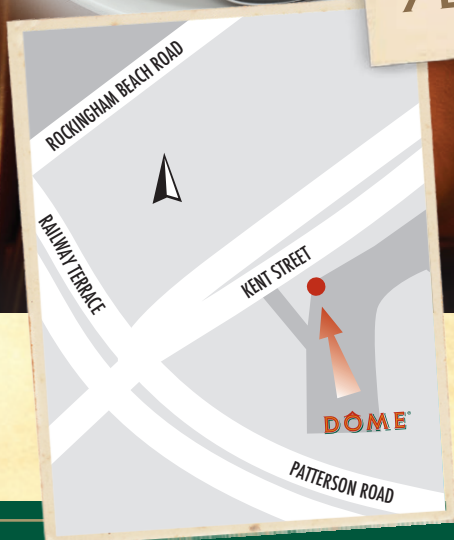 ROCKINGHAM BEACH ROAD
RAILWAY TERRACE
KENT STREET
DÔME®
PATTERSON ROAD